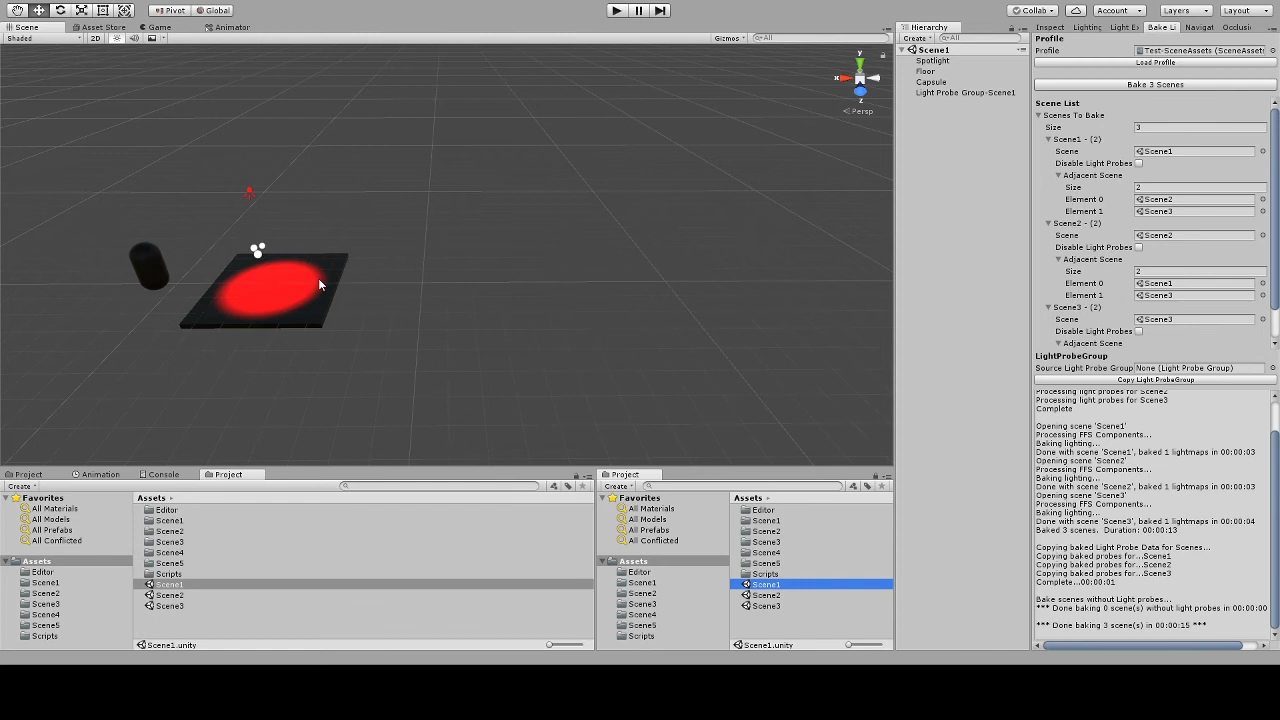 Pivot Global Collab Account Layers Layout
Scene Asset Store Game Animator
Shaded 2D Gizmos All
y
x
z
Persp
Hierarchy
Create All
Scene1
Spotlight
Floor
Capsule
Light Probe Group-Scene1
Inspect Lighting Light E Bake Li Navigat Occlusi
Profile
Profile Test-SceneAssets (SceneAssets
Load Profile
Bake 3 Scenes
Scene List
Scenes To Bake
Size 3
Scene1 - (2)
Scene Scene1
Disable Light Probes
Adjacent Scene
Size 2
Element 0 Scene2
Element 1 Scene3
Scene2 - (2)
Scene Scene2
Disable Light Probes
Adjacent Scene
Size 2
Element 0 Scene1
Element 1 Scene3
Scene3 - (2)
Scene Scene3
Disable Light Probes
Adjacent Scene
LightProbeGroup
Source Light Probe Group None (Light Probe Group)
Copy Light ProbeGroup
Processing light probes for Scene2
Processing light probes for Scene3
Complete
Opening scene 'Scene1'
Processing FFS Components...
Baking lighting...
Done with scene 'Scene1', baked 1 lightmaps in 00:00:03
Opening scene 'Scene2'
Processing FFS Components...
Baking lighting...
Done with scene 'Scene2', baked 1 lightmaps in 00:00:03
Opening scene 'Scene3'
Processing FFS Components...
Baking lighting...
Done with scene 'Scene3', baked 1 lightmaps in 00:00:04
Baked 3 scenes. Duration: 00:00:13
Copying baked Light Probe Data for Scenes...
Copying baked probes for...Scene1
Copying baked probes for...Scene2
Copying baked probes for...Scene3
Complete...00:00:01
Bake scenes without Light probes...
*** Done baking 0 scene(s) without light probes in 00:00:00
*** Done baking 3 scene(s) in 00:00:15 ***
Project Animation Console Project
Create
Favorites
All Materials
All Models
All Prefabs
All Conflicted
Assets
Editor
Scene1
Scene2
Scene3
Scene4
Scene5
Scripts
Assets
Editor
Scene1
Scene2
Scene3
Scene4
Scene5
Scripts
Scene1
Scene2
Scene3
Scene1.unity
Project
Create
Favorites
All Materials
All Models
All Prefabs
All Conflicted
Assets
Editor
Scene1
Scene2
Scene3
Scene4
Scene5
Scripts
Assets
Editor
Scene1
Scene2
Scene3
Scene4
Scene5
Scripts
Scene1
Scene2
Scene3
Scene1.unity